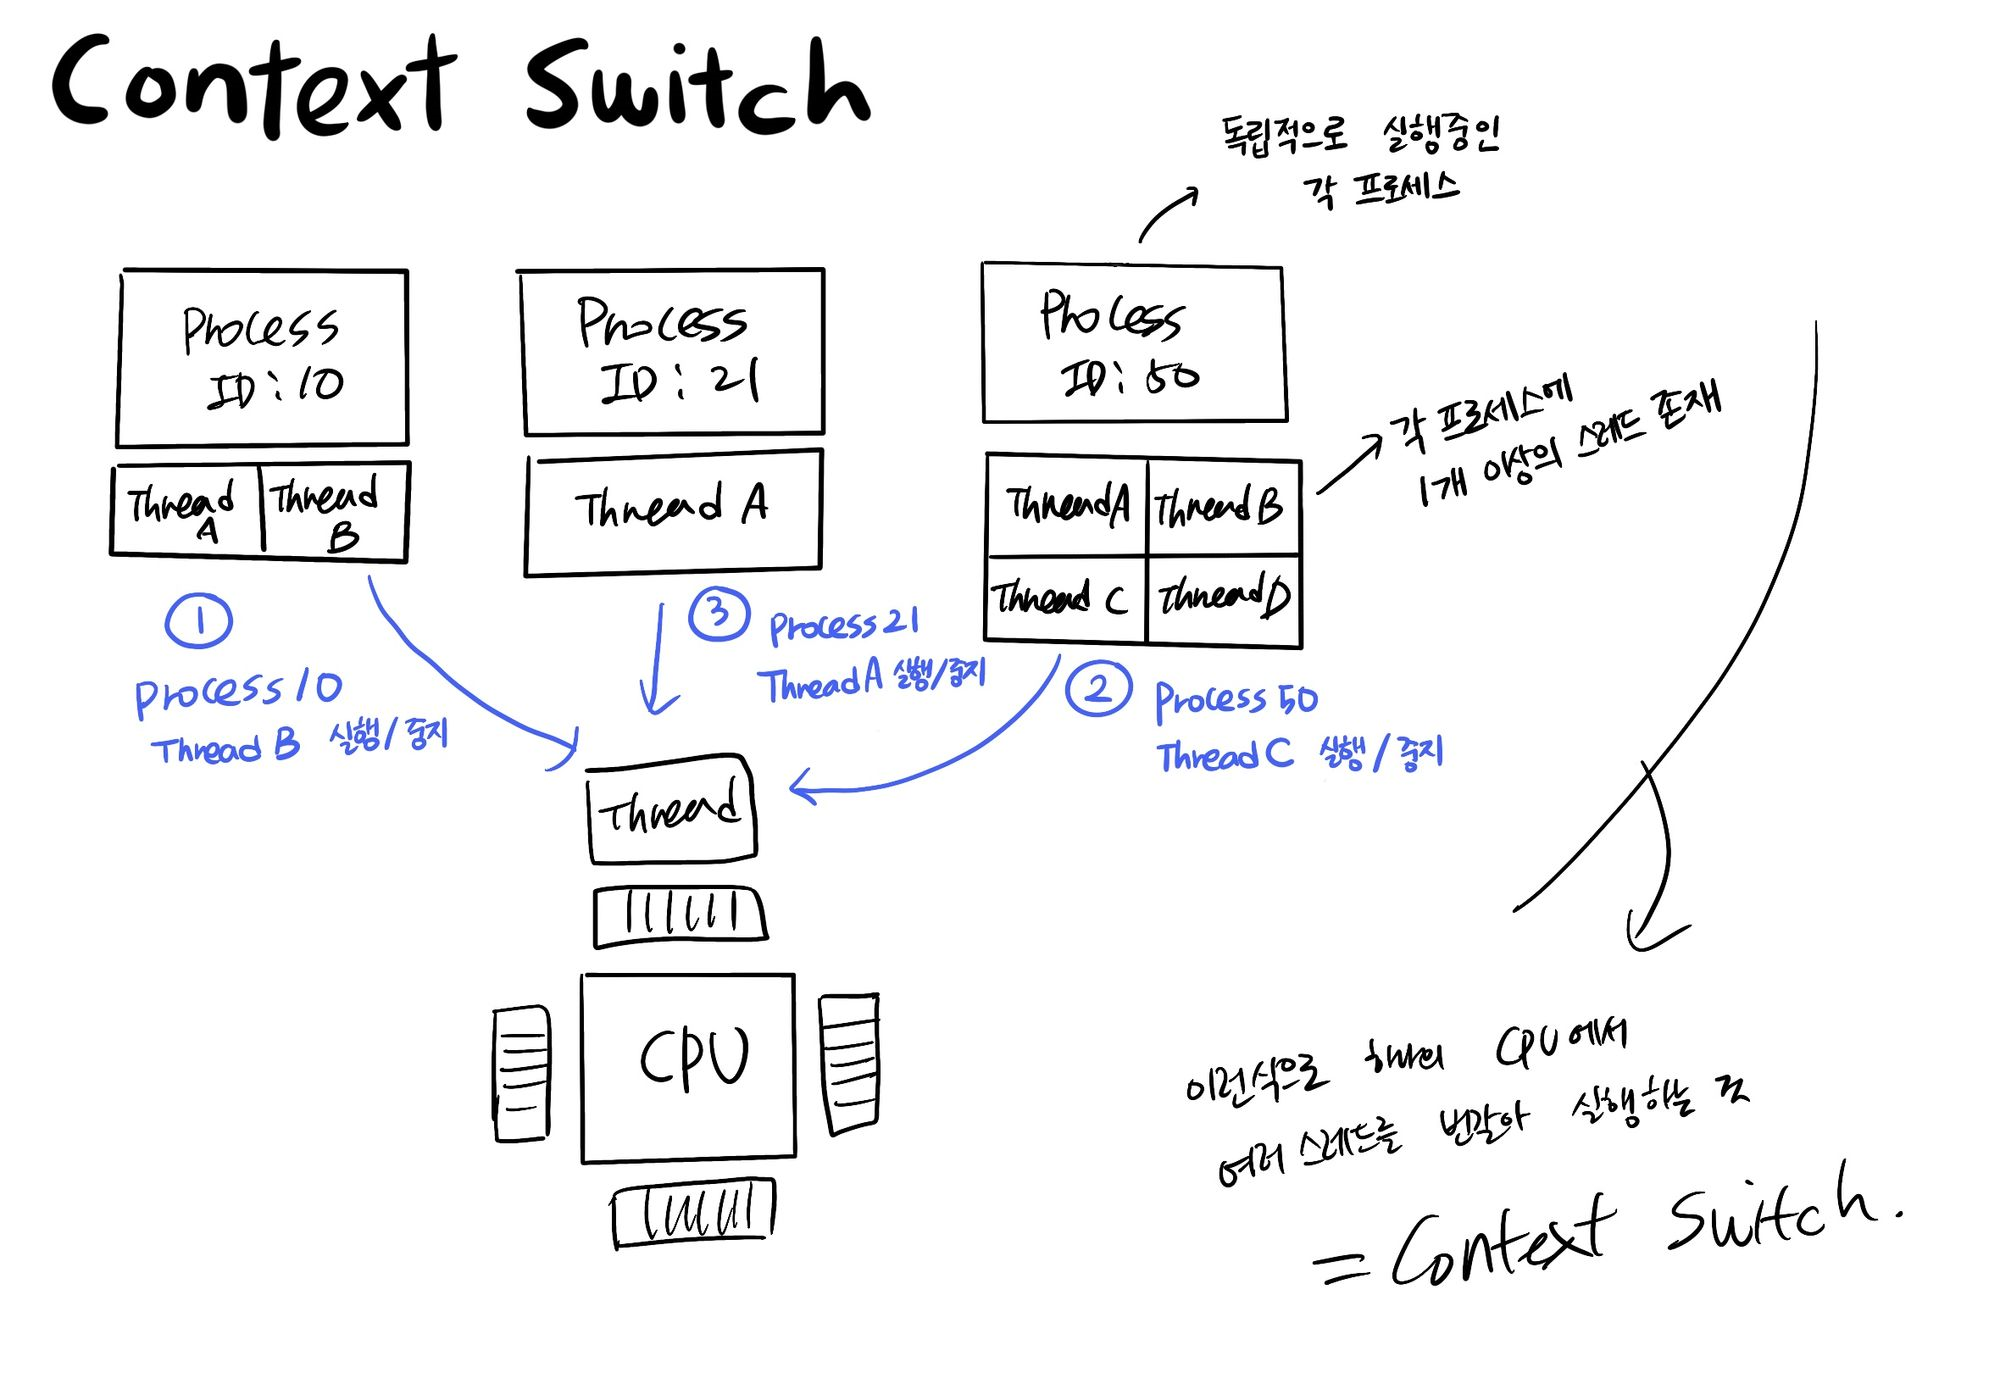 Context Switch
독립적으로 실행중인
각 프로세스
Process
ID : 10
Process
ID : 21
Process
ID : 50
각 프로세스에
1개 이상의 스레드 존재
Thread
A
Thread
B
Thread A
Thread A
Thread B
Thread C
Thread D
1
Process 10
Thread B 실행/중지
3
Process 21
Thread A 실행/중지
2
Process 50
Thread C 실행/중지
Thread
CPU
이런식으로 하나의 CPU에서
여러 스레드를 번갈아 실행하는 것
= Context Switch.